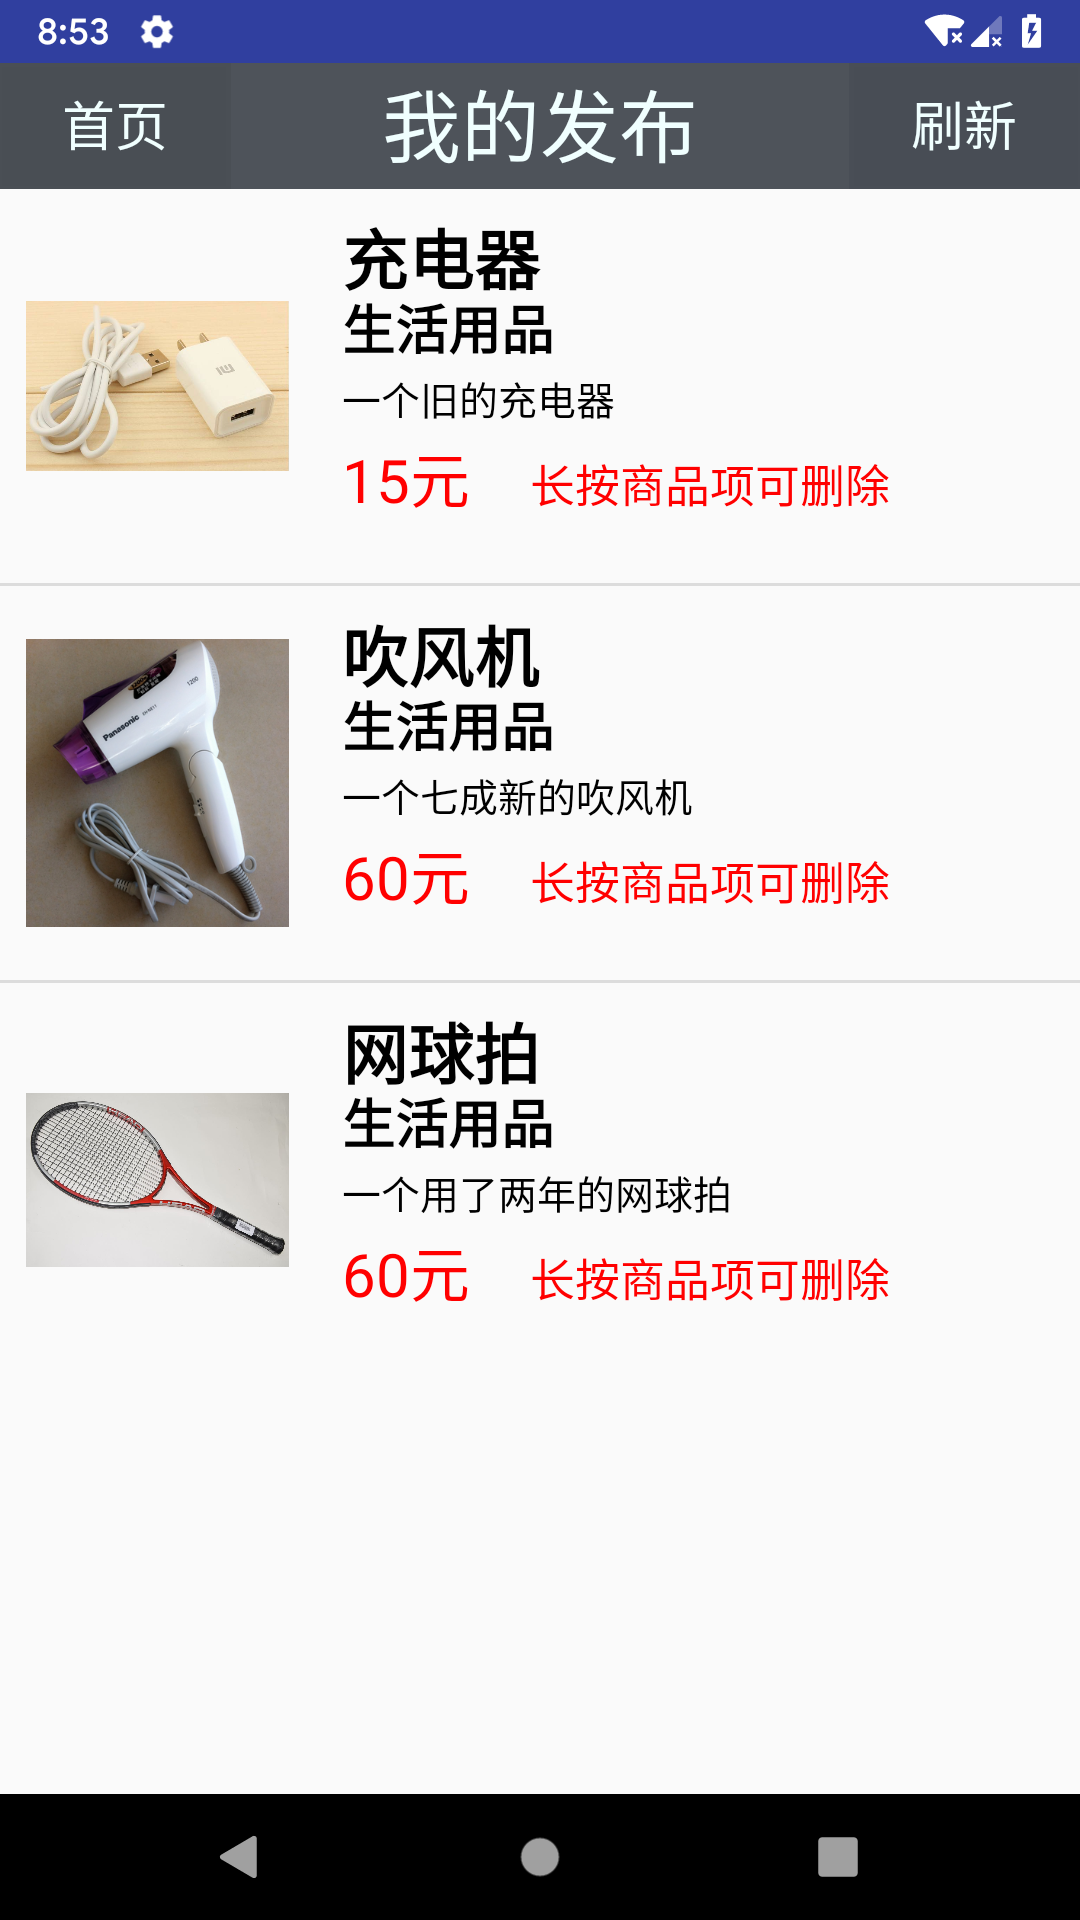 8:53
首页 我的发布 刷新
充电器
生活用品
一个旧的充电器
15元 长按商品项可删除
吹风机
生活用品
一个七成新的吹风机
60元 长按商品项可删除
Panasonic
1200
网球拍
生活用品
一个用了两年的网球拍
60元 长按商品项可删除